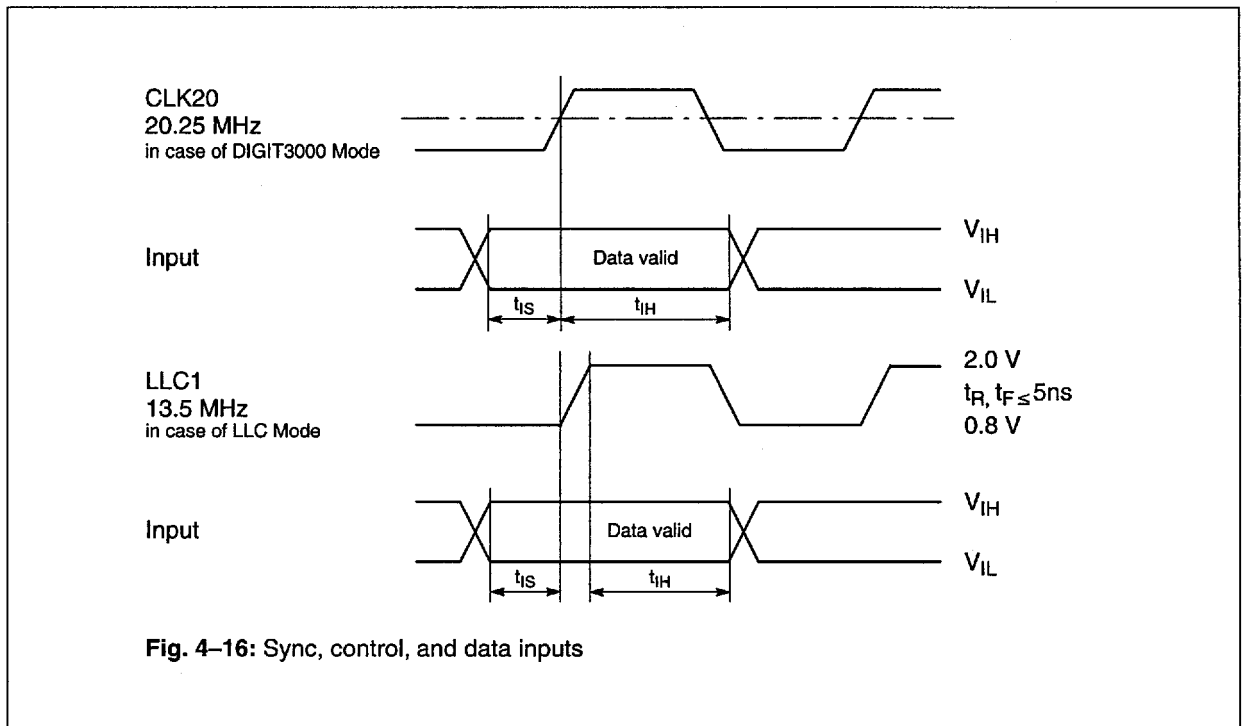 CLK20
20.25 MHz
in case of DIGIT3000 Mode
Input
Data valid
VIH
VIL
tIS
tIH
LLC1
13.5 MHz
in case of LLC Mode
2.0 V
tR, tF ≤ 5ns
0.8 V
Input
Data valid
VIH
VIL
tIS
tIH
Fig. 4–16: Sync, control, and data inputs